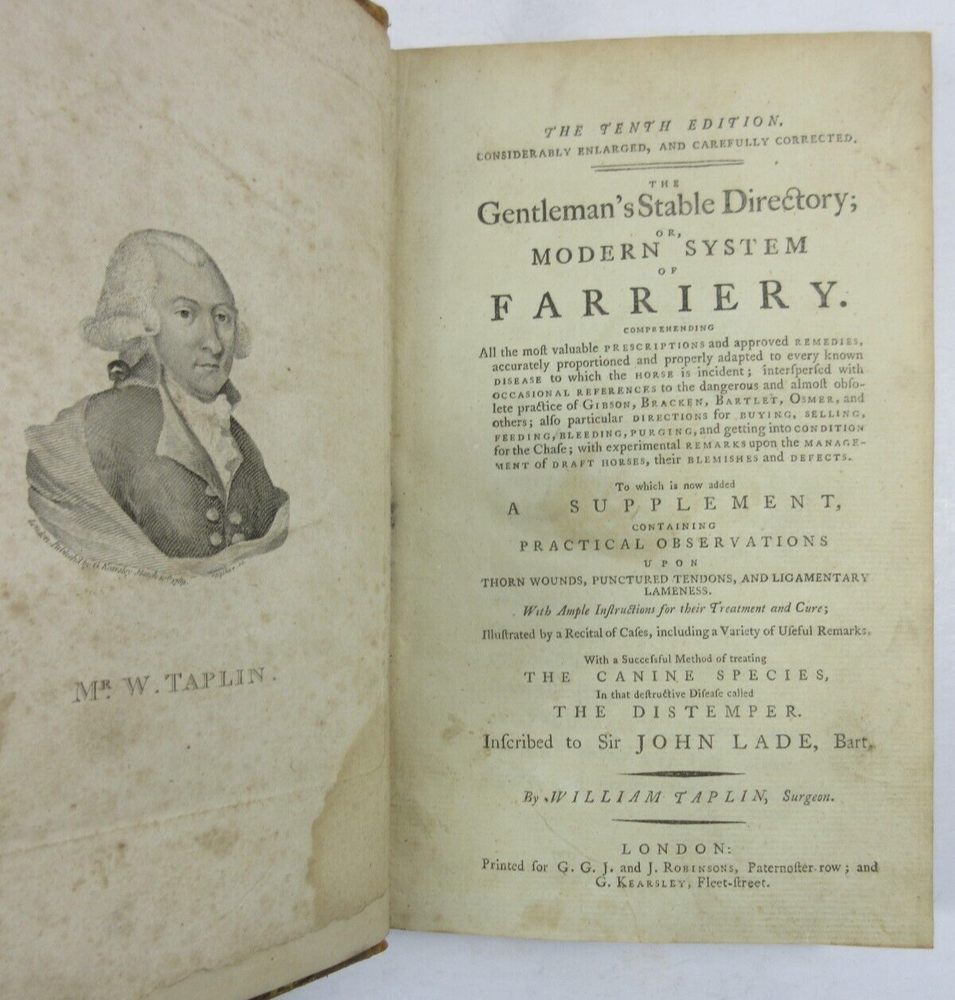 London Publish'd by G. Kearsley March
Mʀ. W. TAPLIN.
THE TENTH EDITION,
CONSIDERABLY ENLARGED, AND CAREFULLY CORRECTED.
THE
Gentleman's Stable Directory;
OR,
MODERN SYSTEM
OF
FARRIERY.
COMPREHENDING
All the moſt valuable PRESCRIPTIONS and approved REMEDIES,
accurately proportioned and properly adapted to every known
DISEASE to which the HORSE is incident; interſperſed with
OCCASIONAL REFERENCES to the dangerous and almoſt obſo-
lete practice of GIBSON, BRACKEN, BARTLET, OSMER, and
others; alſo particular DIRECTIONS for BUYING, SELLING,
FEEDING, BLEEDING, PURGING, and getting into CONDITION
for the Chaſe; with experimental REMARKS upon the MANAGE-
MENT of DRAFT HORSES, their BLEMISHES and DEFECTS.
To which is now added
A SUPPLEMENT,
CONTAINING
PRACTICAL OBSERVATIONS
UPON
THORN WOUNDS, PUNCTURED TENDONS, AND LIGAMENTARY
LAMENESS.
With Ample Inſtructions for their Treatment and Cure;
Illuſtrated by a Recital of Caſes, including a Variety of Uſeful Remarks.
With a Succeſsful Method of treating
THE CANINE SPECIES,
In that deſtructive Diſeaſe called
THE DISTEMPER.
Inſcribed to Sir JOHN LADE, Bart.
By WILLIAM TAPLIN, Surgeon.
LONDON:
Printed for G. G. J. and J. ROBINSONS, Paternoſter-row; and
G. KEARSLEY, Fleet-ſtreet.